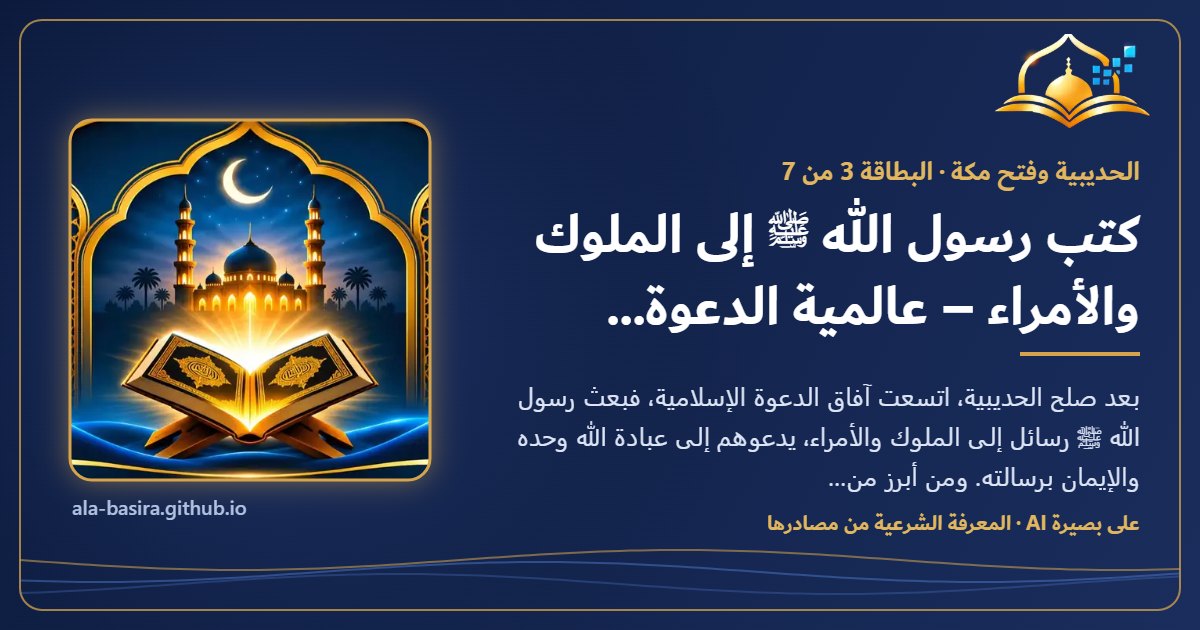 الحديبية وفتح مكة · البطاقة 3 من 7
كتب رسول الله ﷺ إلى الملوك
والأمراء – عالمية الدعوة...
بعد صلح الحديبية، اتسعت آفاق الدعوة الإسلامية، فبعث رسول
الله ﷺ رسائل إلى الملوك والأمراء، يدعوهم إلى عبادة الله وحده
والإيمان برسالته. ومن أبرز من...
على بصيرة AI · المعرفة الشرعية من مصادرها
ala-basira.github.io